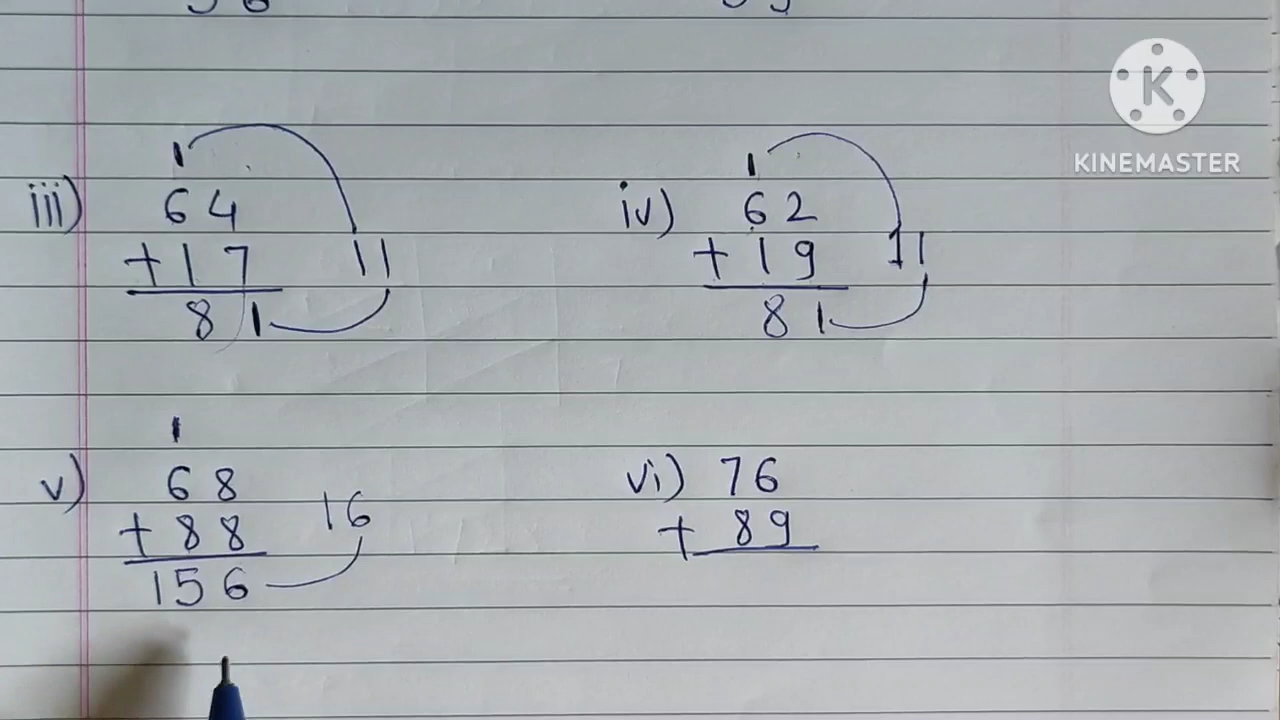 KINEMASTER
1
iii) 64
+ 17 11
81
1
iv) 62
+ 19 11
81
1
v) 68
+ 88 16
156
vi) 76
+ 89